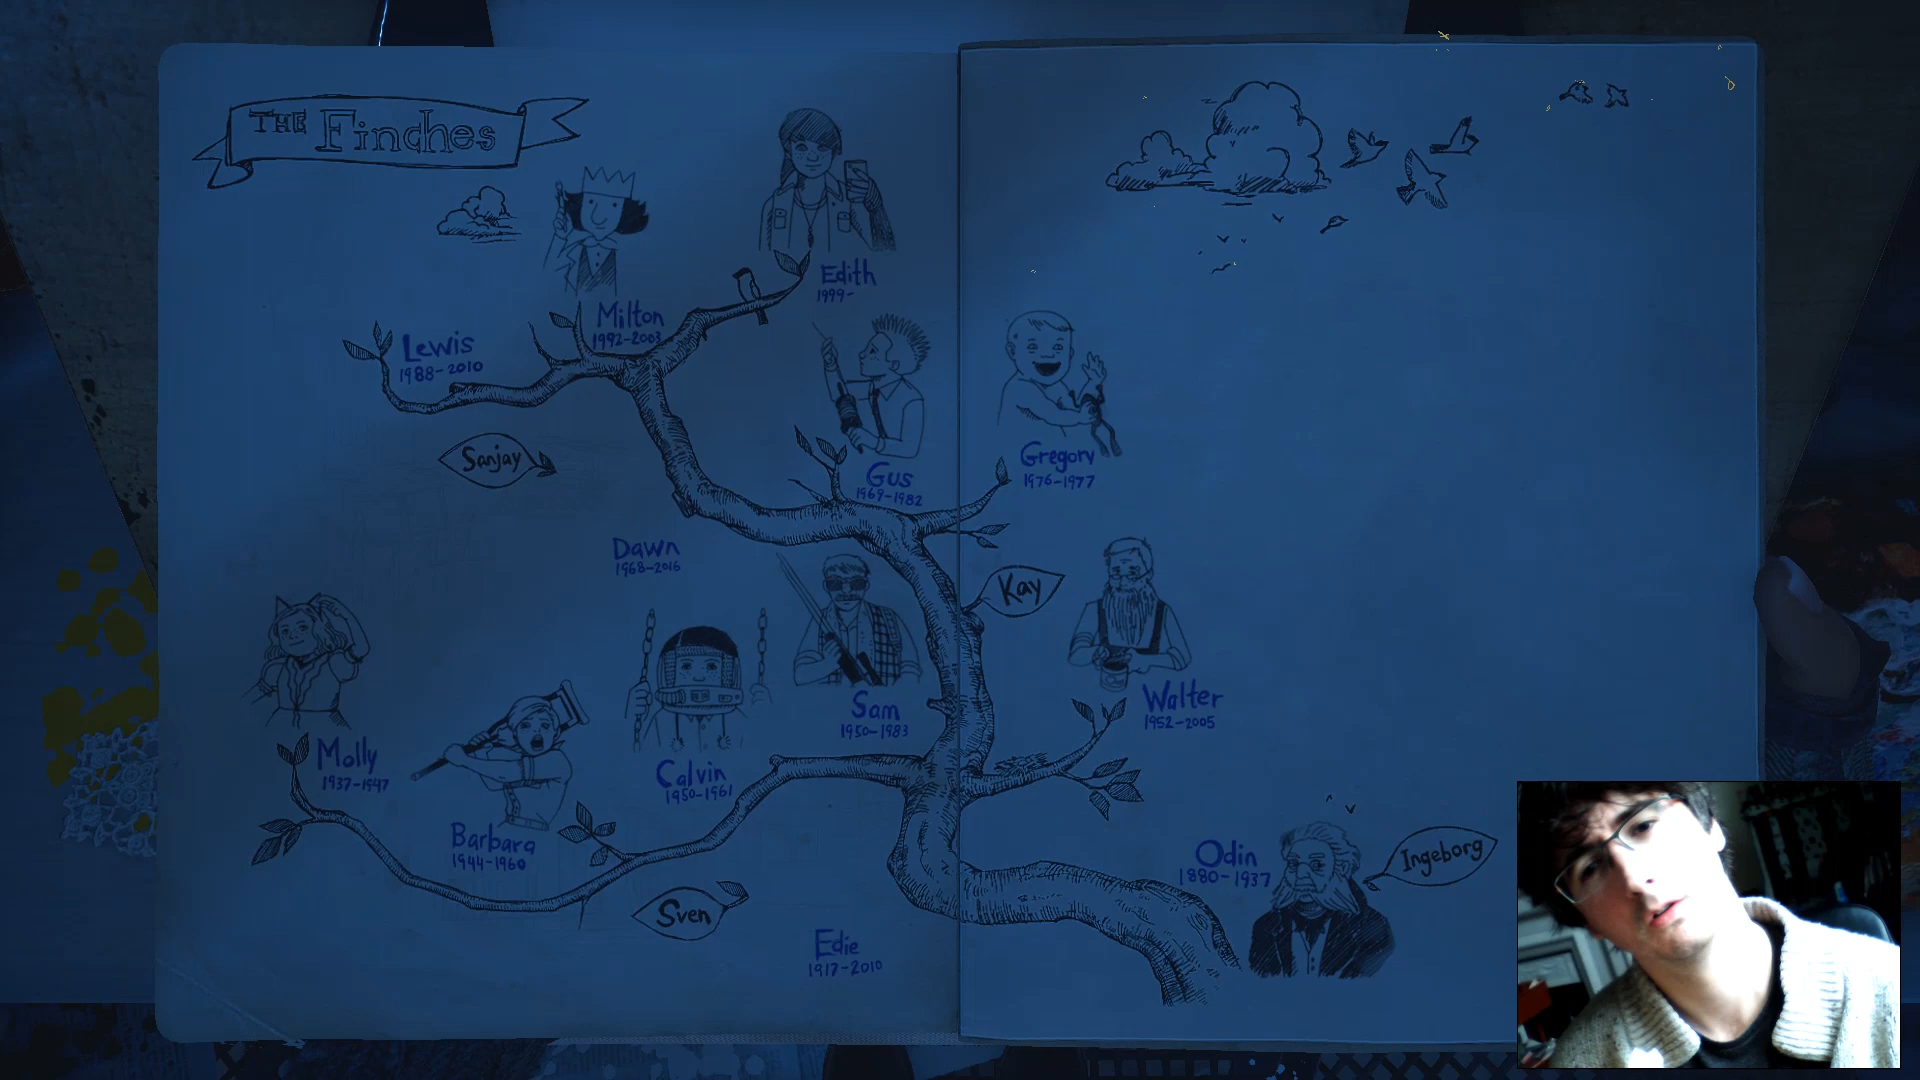 THE Finches
Edith
1999-
Milton
1992-2003
Lewis
1988-2010
Sanjay
Gus
1969-1982
Gregory
1976-1977
Dawn
1968-2016
Kay
Sam
1950-1983
Walter
1952-2005
Molly
1937-1947
Calvin
1950-1961
Barbara
1944-1960
Sven
Odin
1880-1937
Ingeborg
Edie
1917-2010